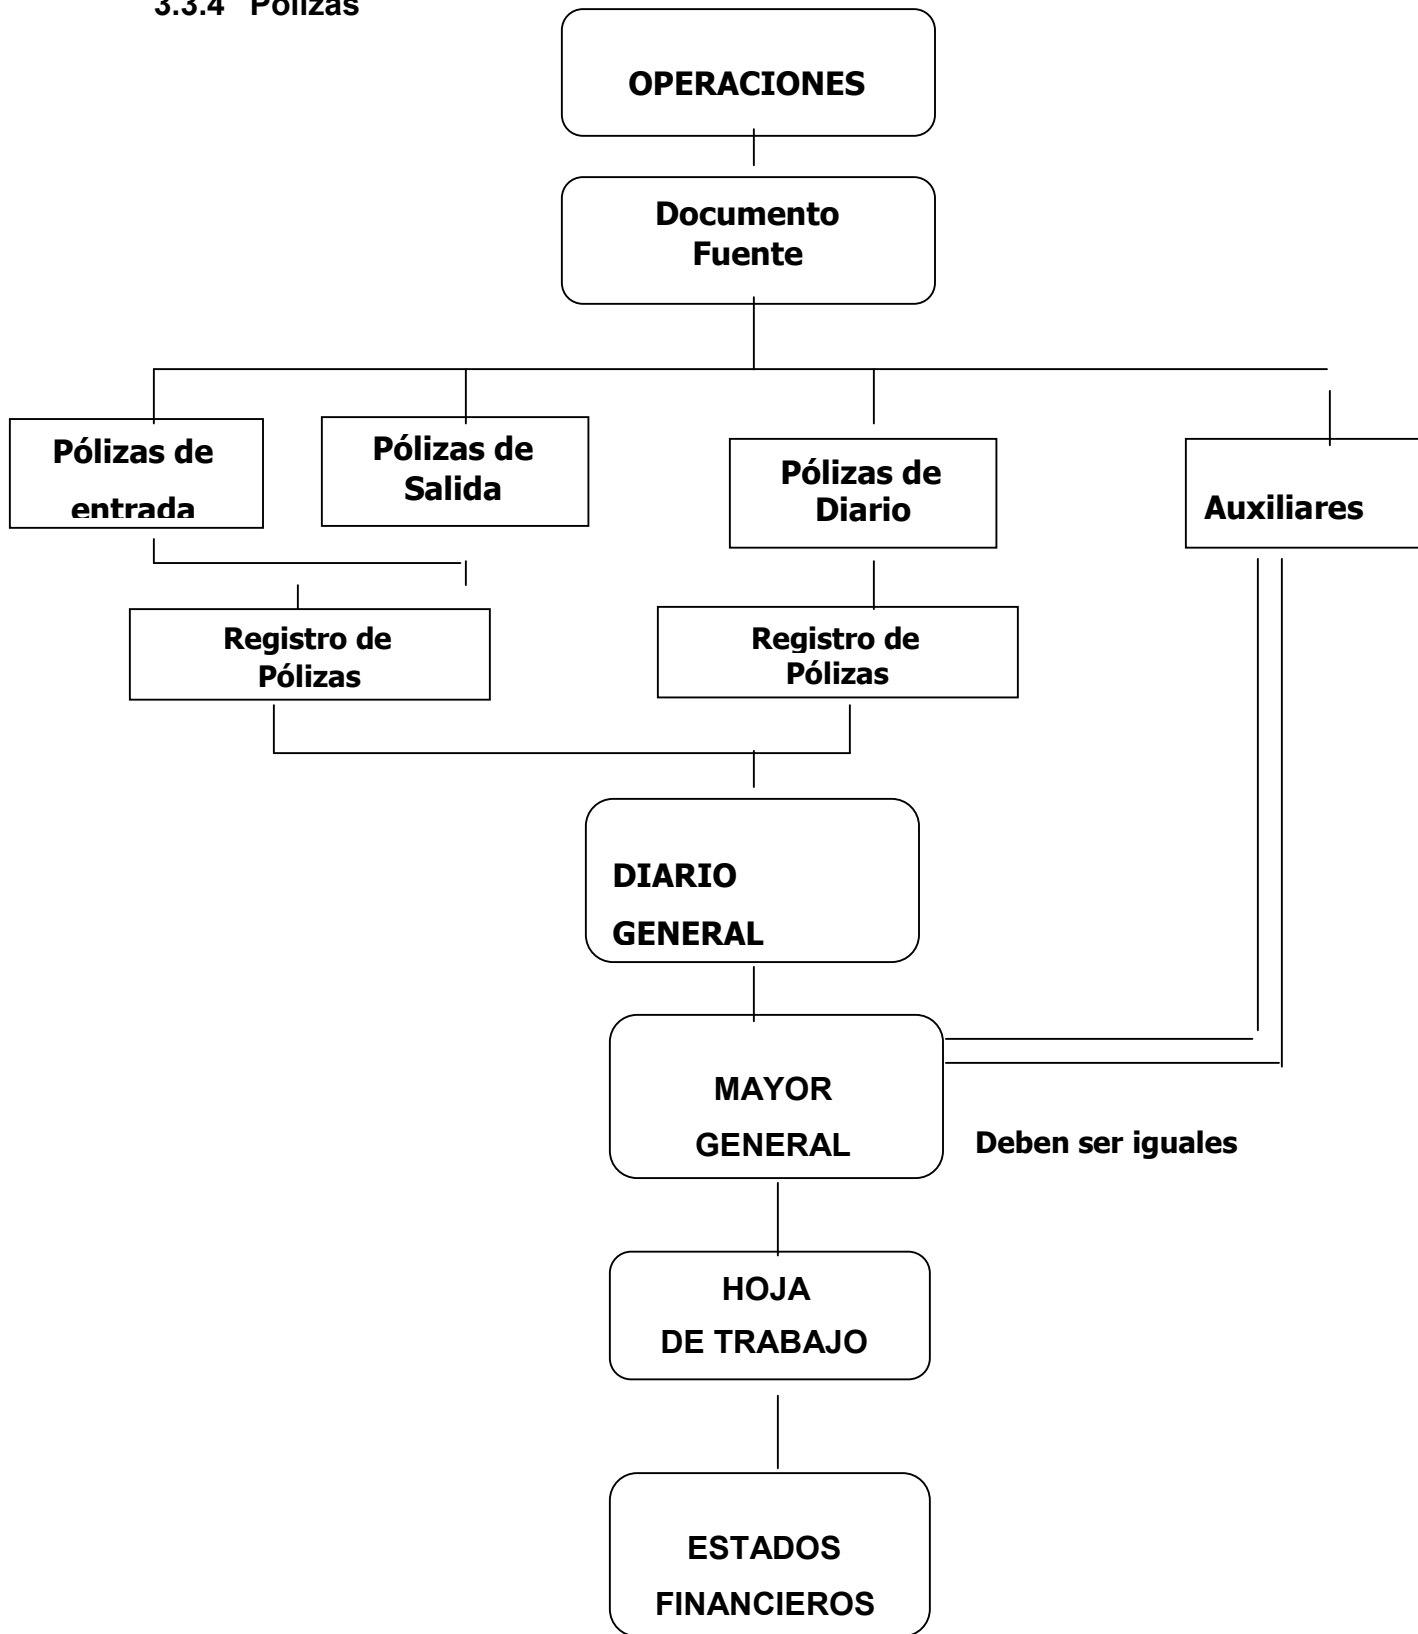 3.3.4 Pólizas
OPERACIONES
Documento
Fuente
Pólizas de
entrada
Pólizas de
Salida
Pólizas de
Diario
Auxiliares
Registro de
Pólizas
Registro de
Pólizas
DIARIO
GENERAL
MAYOR
GENERAL
Deben ser iguales
HOJA
DE TRABAJO
ESTADOS
FINANCIEROS